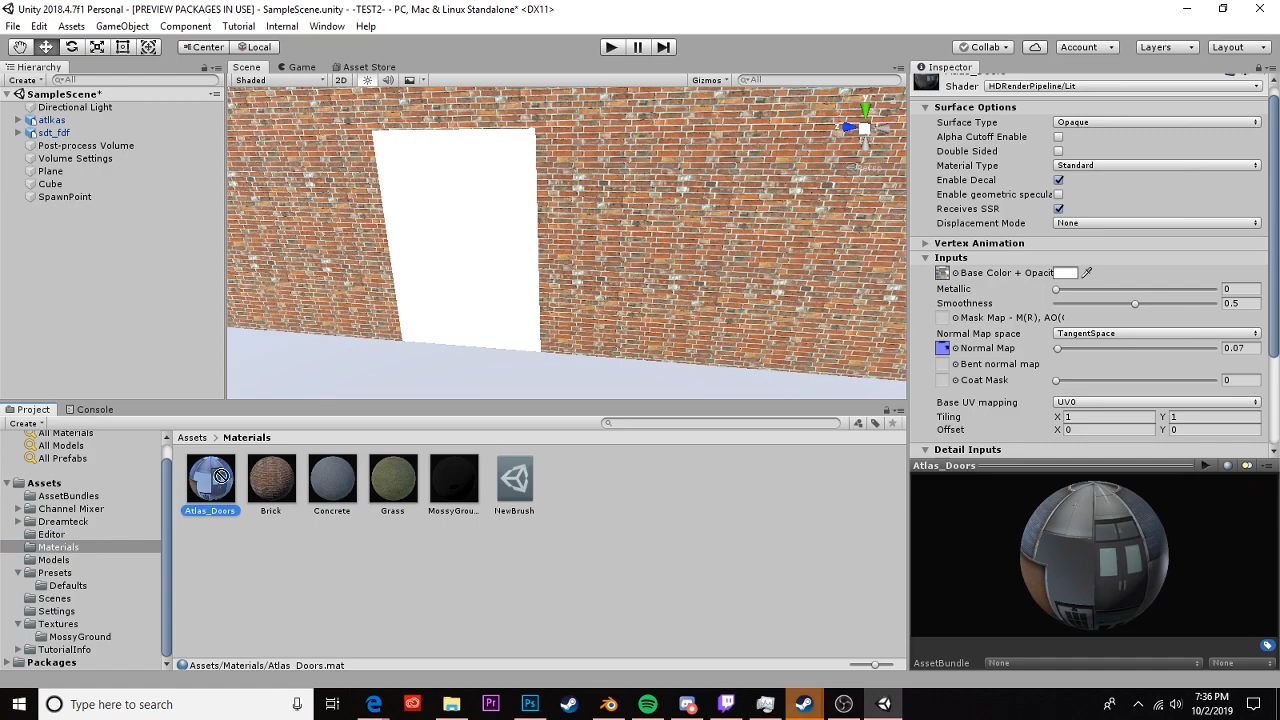 Unity 2018.4.7f1 Personal - [PREVIEW PACKAGES IN USE] - SampleScene.unity - -TEST2- - PC, Mac & Linux Standalone* <DX11>
File Edit Assets GameObject Component Tutorial Internal Window Help
Center Local Collab Account Layers Layout
Hierarchy Scene Game Asset Store Inspector
Create All Shaded 2D Gizmos All Shader HDRenderPipeline/Lit
SampleScene*
Directional Light
atlkas
sdt_fdf
Post-process Volume
Volume Settings
Plane
Cube
SpawnPoint
y
z
Persp
Surface Options
Surface Type Opaque
Alpha Cutoff Enable
Double Sided
Material Type Standard
Enable Decal
Enable geometric specula
Receives SSR
Displacement Mode None
Vertex Animation
Inputs
Base Color + Opacit
Metallic 0
Smoothness 0.5
Mask Map - M(R), AO(
Normal Map space TangentSpace
Normal Map 0.07
Bent normal map
Coat Mask 0
Base UV mapping UV0
Tiling X 1 Y 1
Offset X 0 Y 0
Detail Inputs
Project Console
Create
All Materials
All Models
All Prefabs
Assets
AssetBundles
Channel Mixer
Dreamteck
Editor
Materials
Models
Presets
Defaults
Scenes
Settings
Textures
MossyGround
TutorialInfo
Packages
Assets Materials
Atlas_Doors Brick Concrete Grass MossyGrou... NewBrush
Assets/Materials/Atlas_Doors.mat
Atlas_Doors
AssetBundle None None
Type here to search
7:36 PM
10/2/2019